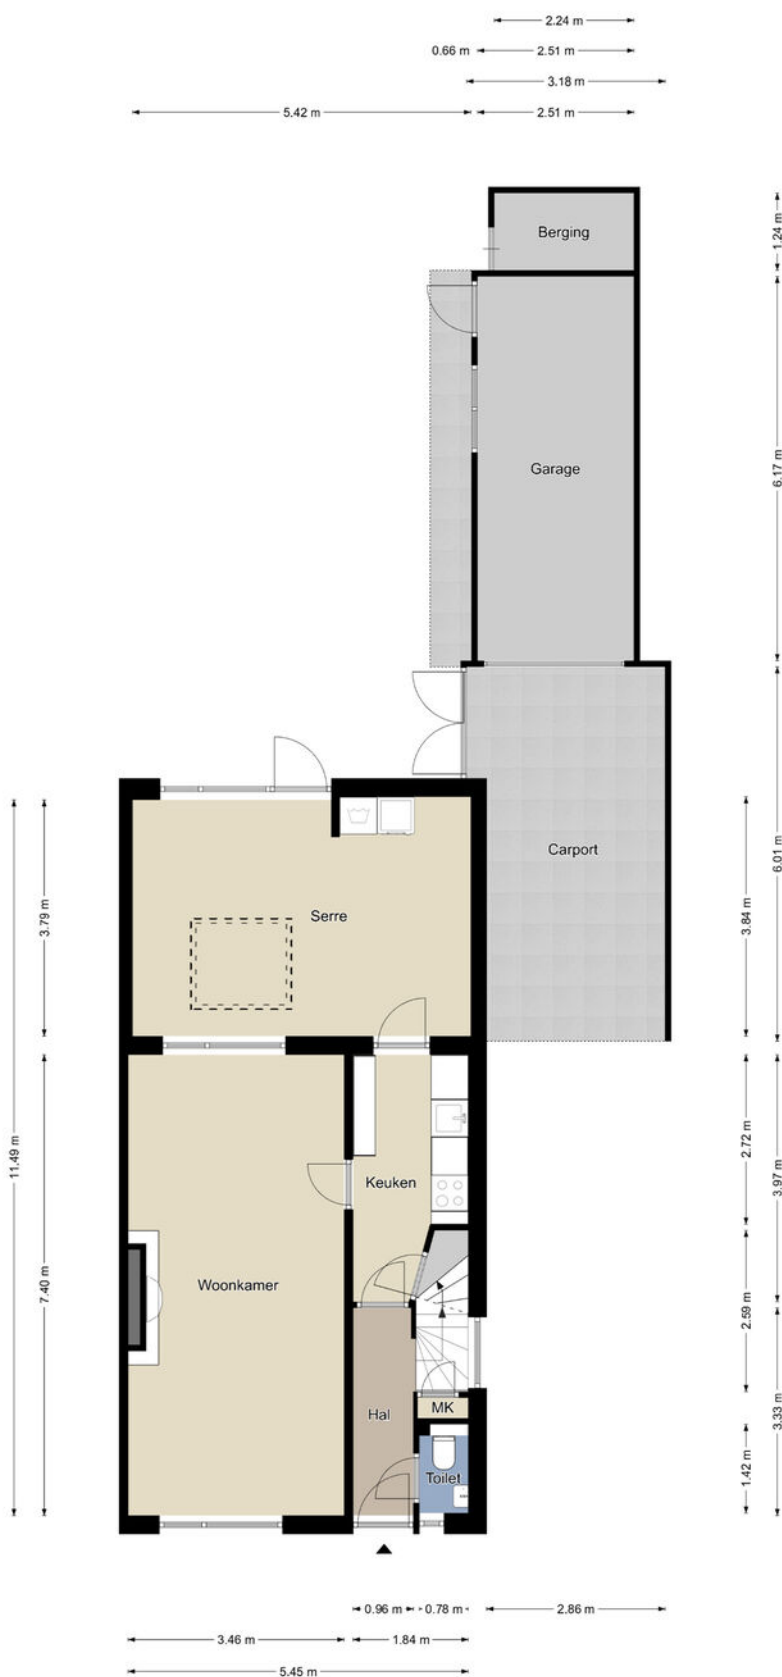 2.24 m
0.66 m 2.51 m
3.18 m
5.42 m 2.51 m
Berging
1.24 m
Garage
6.17 m
Carport
6.01 m
Serre
3.79 m
3.84 m
11.49 m
Keuken
2.72 m
3.97 m
Woonkamer
7.40 m
2.59 m
Hal
MK
3.33 m
Toilet
1.42 m
0.96 m 0.78 m 2.86 m
3.46 m 1.84 m
5.45 m